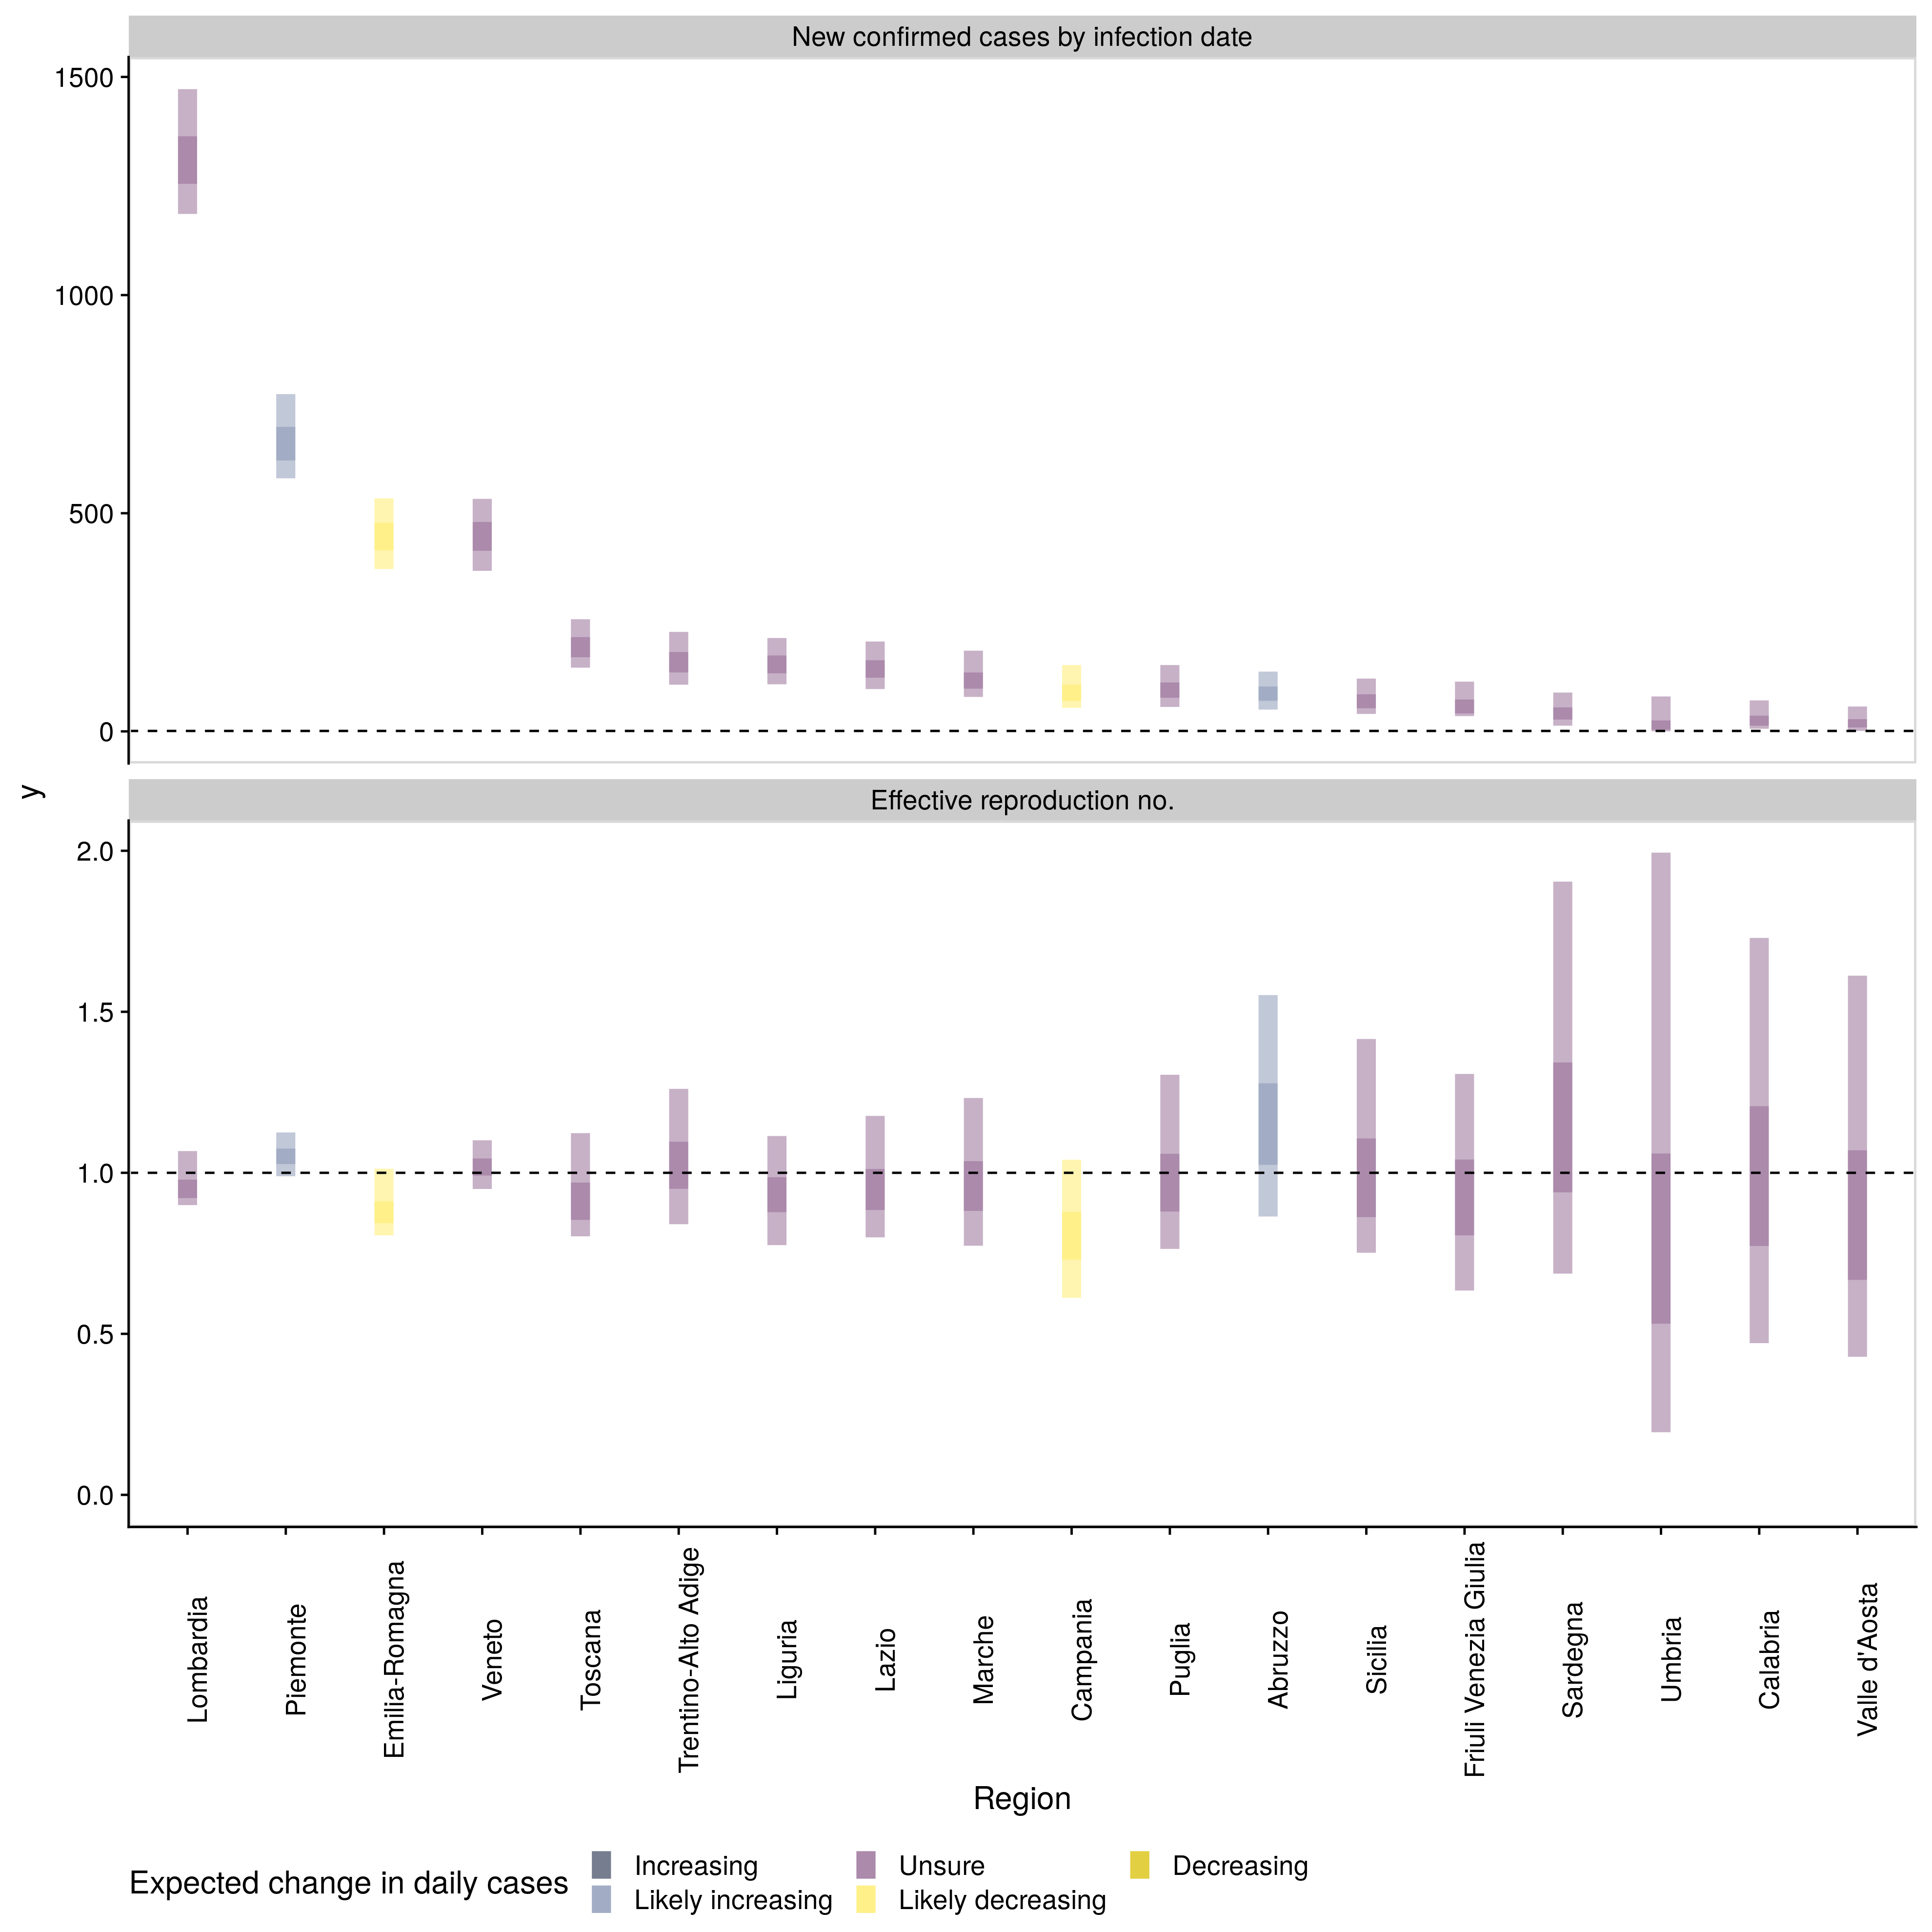 New confirmed cases by infection date
1500
1000
500
0
y
Effective reproduction no.
2.0
1.5
1.0
0.5
0.0
Lombardia
Piemonte
Emilia-Romagna
Veneto
Toscana
Trentino-Alto Adige
Liguria
Lazio
Marche
Campania
Puglia
Abruzzo
Sicilia
Friuli Venezia Giulia
Sardegna
Umbria
Calabria
Valle d'Aosta
Region
Expected change in daily cases
Increasing
Unsure
Decreasing
Likely increasing
Likely decreasing